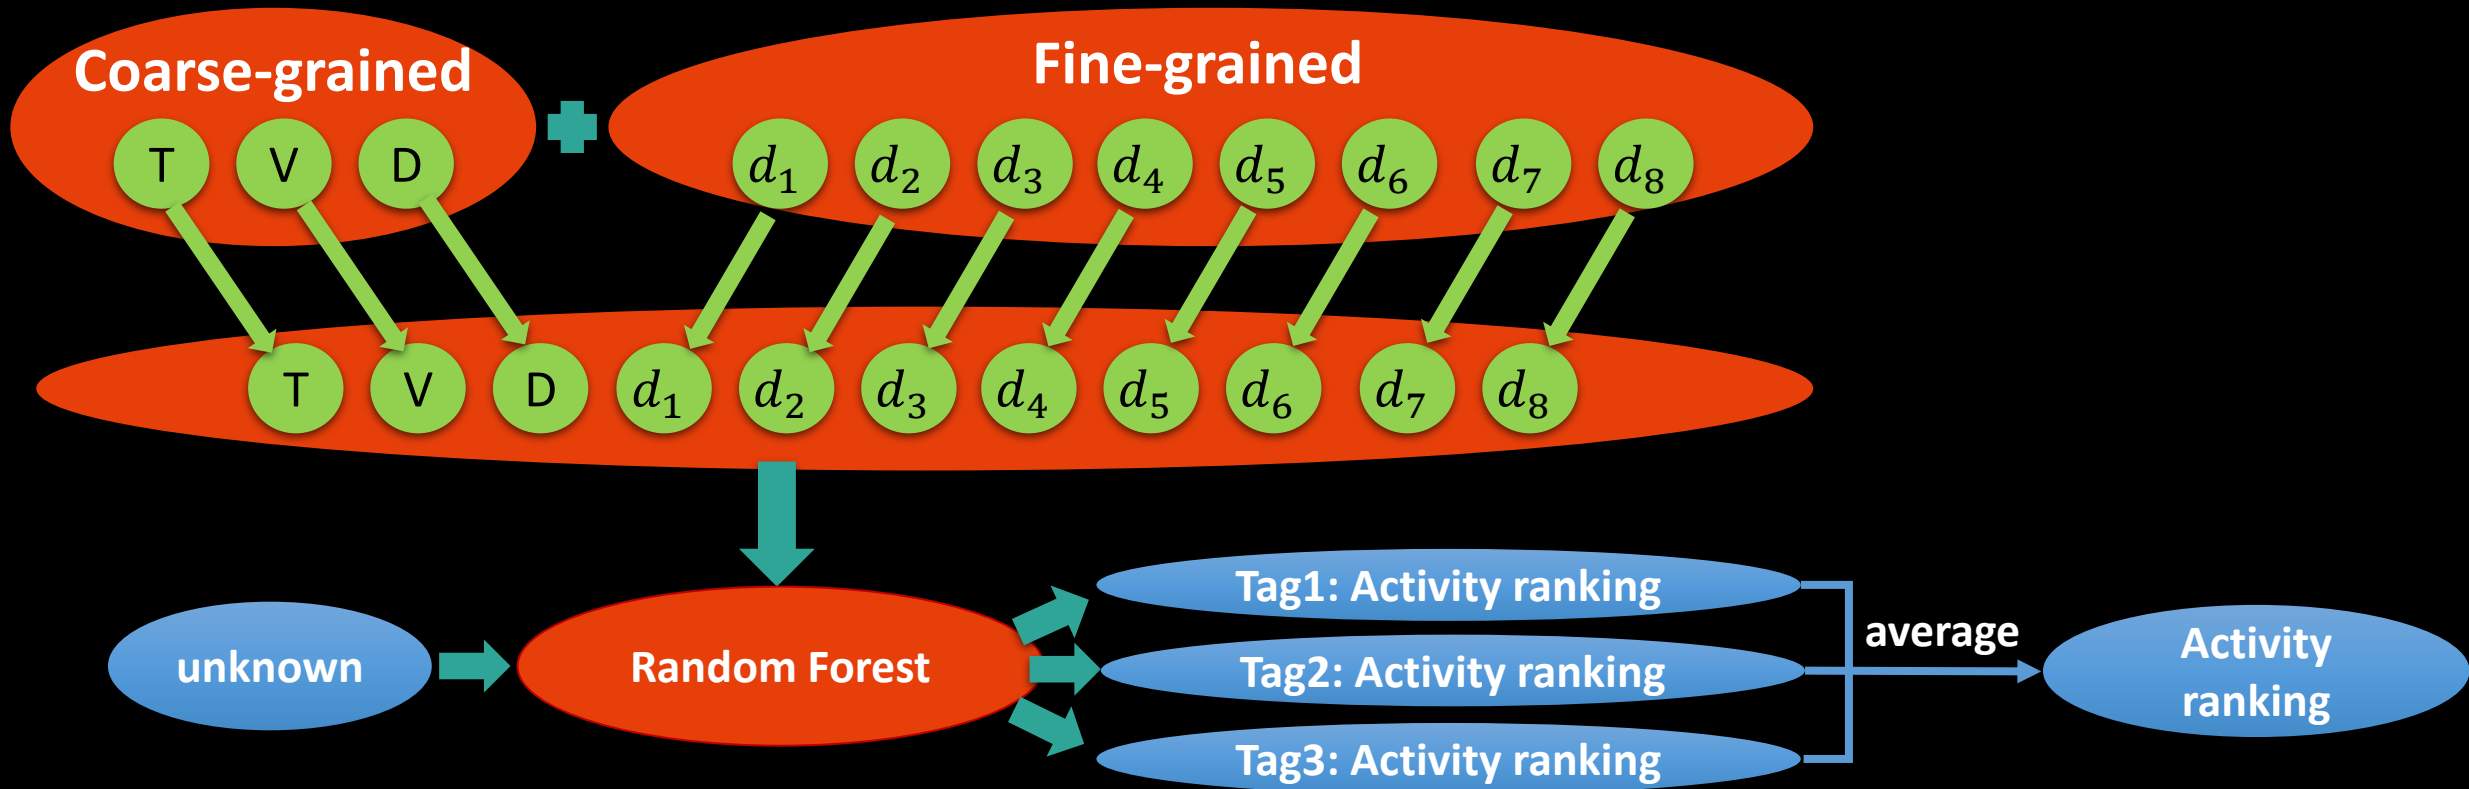 Coarse-grained
Fine-grained
T V D d₁ d₂ d₃ d₄ d₅ d₆ d₇ d₈
T V D d₁ d₂ d₃ d₄ d₅ d₆ d₇ d₈
Tag1: Activity ranking
unknown
Random Forest
Tag2: Activity ranking
average
Activity
ranking
Tag3: Activity ranking